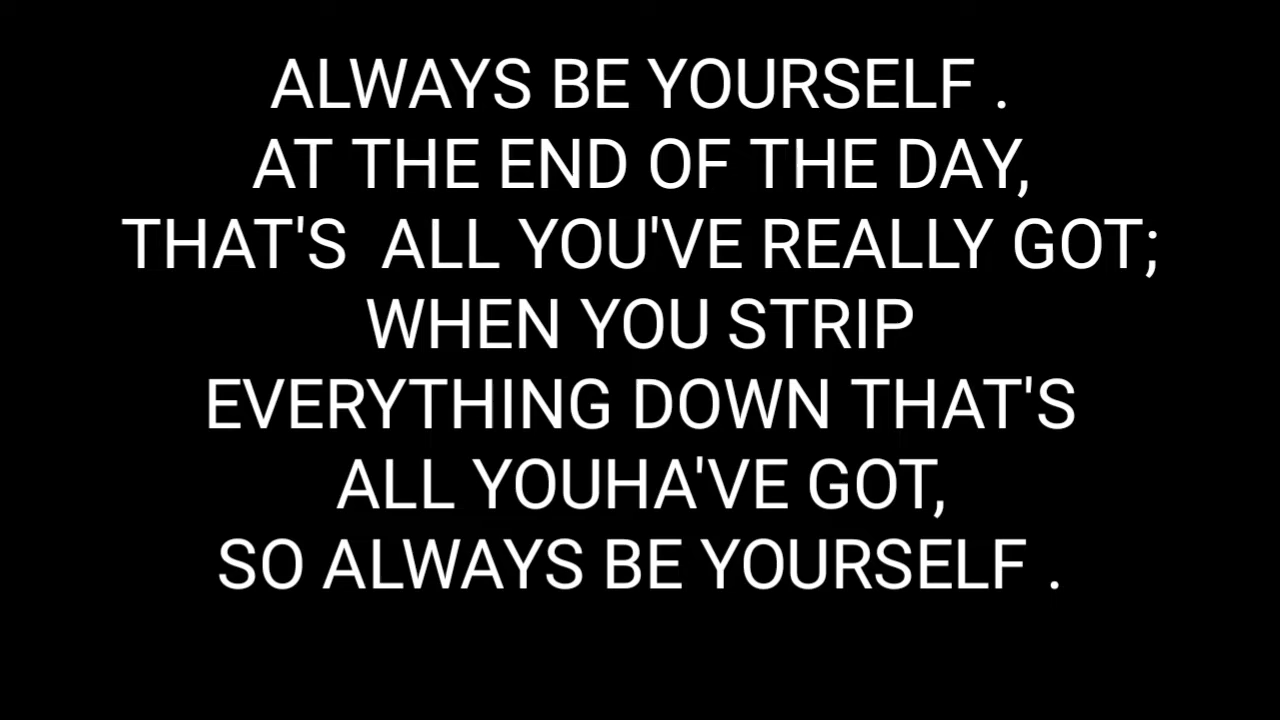 ALWAYS BE YOURSELF .
AT THE END OF THE DAY,
THAT'S  ALL YOU'VE REALLY GOT;
WHEN YOU STRIP
EVERYTHING DOWN THAT'S
ALL YOUHA'VE GOT,
SO ALWAYS BE YOURSELF .